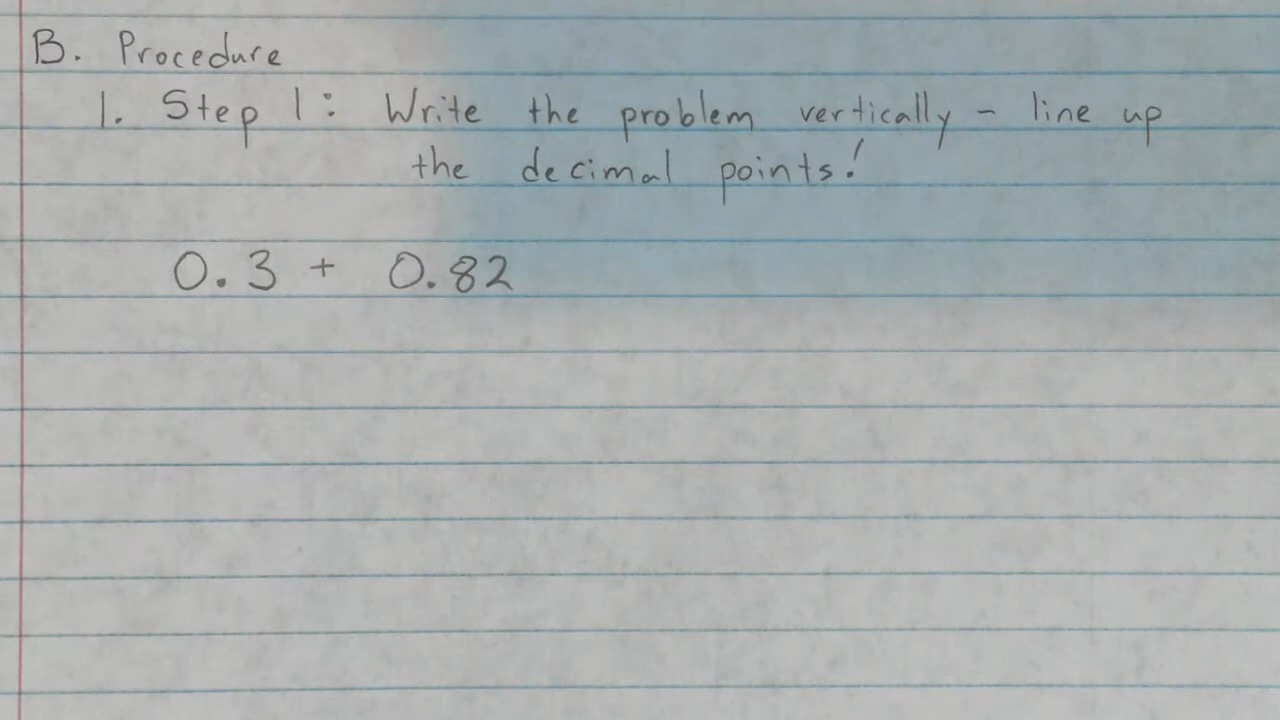 B. Procedure
1. Step 1: Write the problem vertically - line up
the decimal points!
0.3 + 0.82